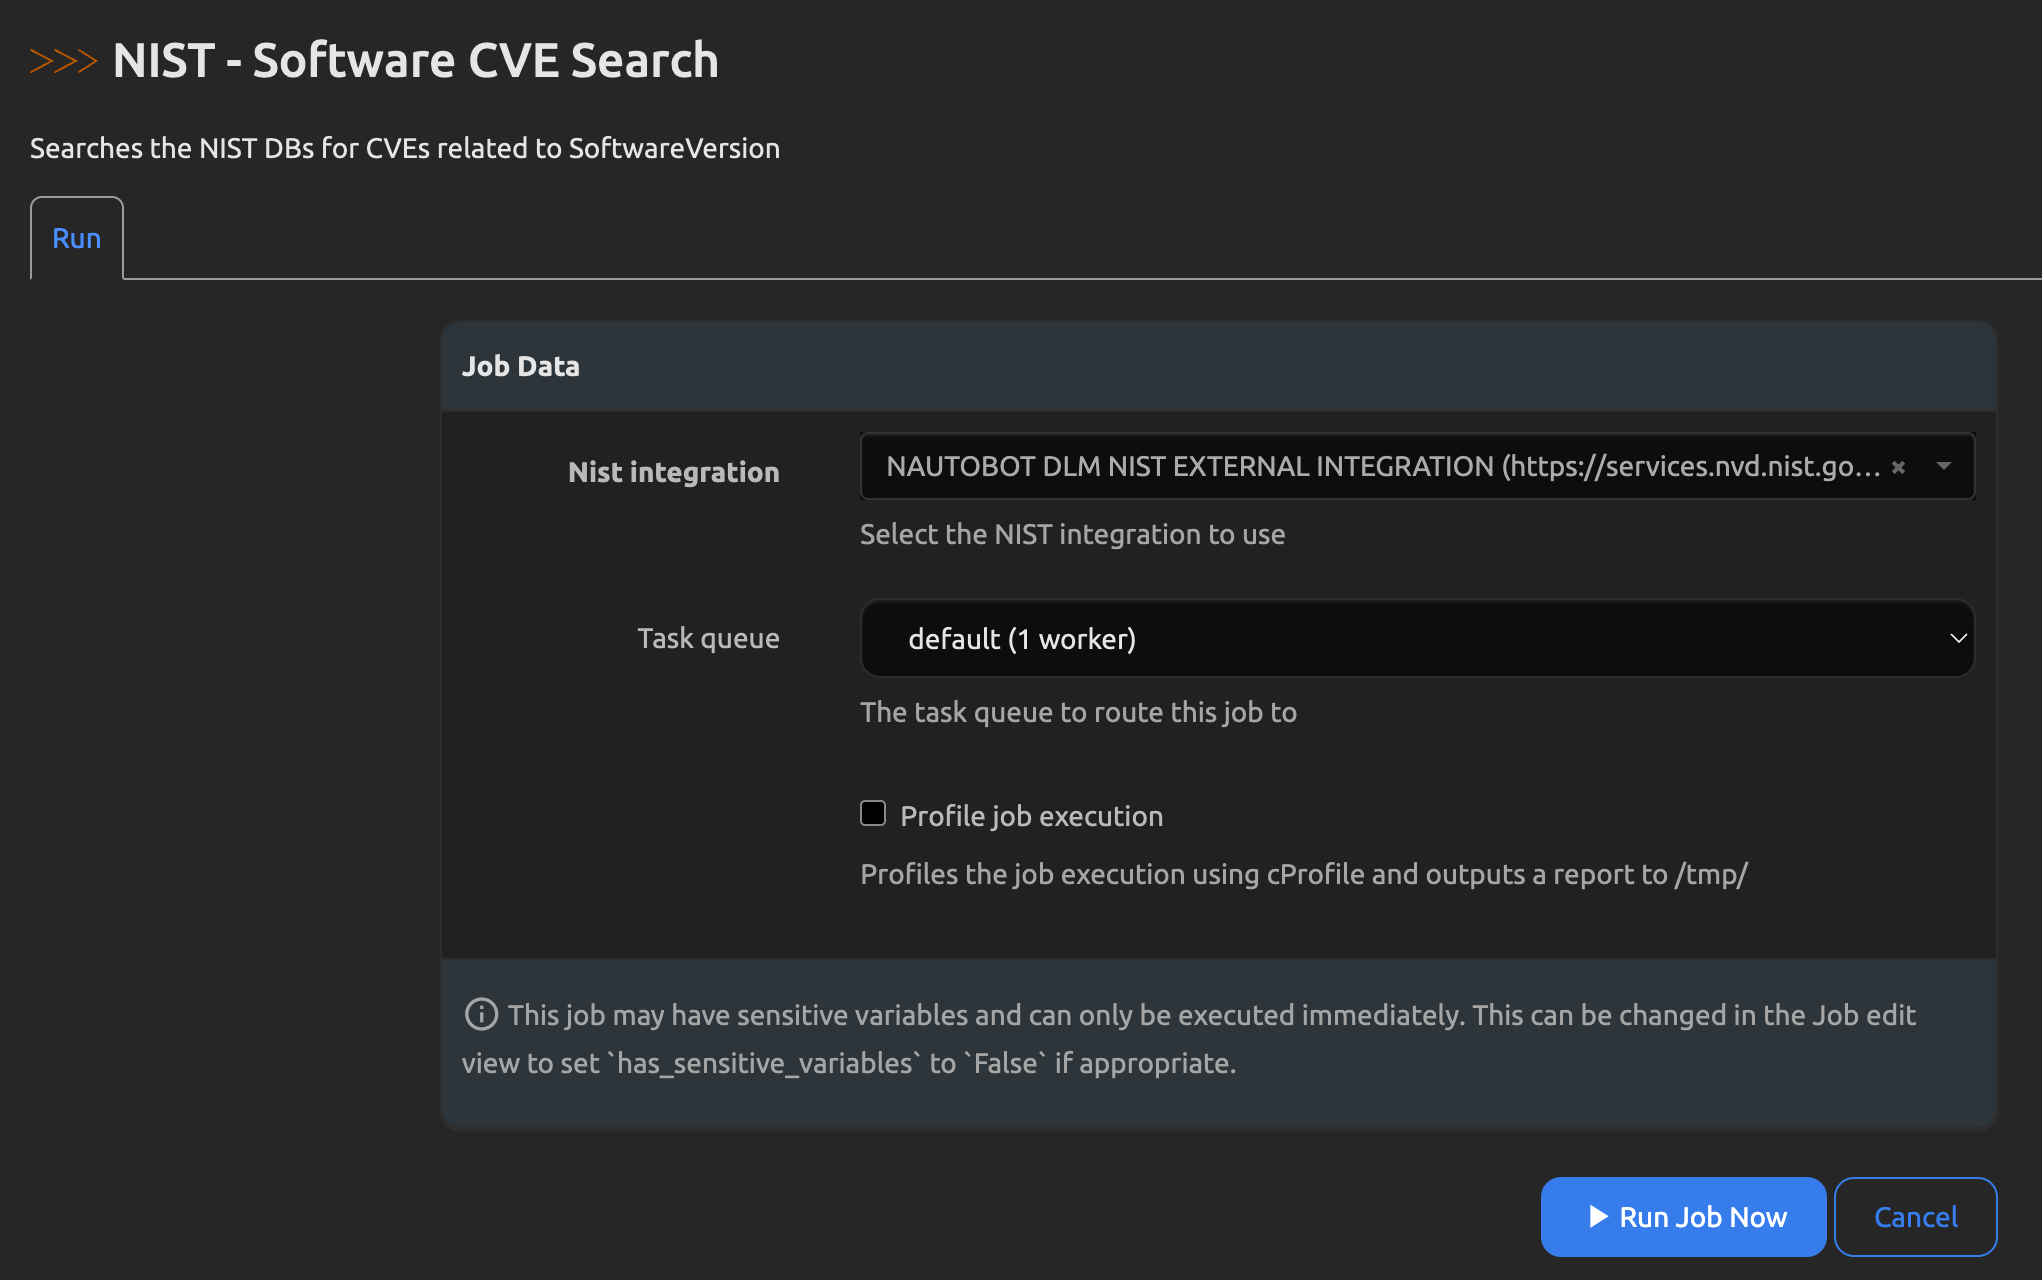 >>> NIST - Software CVE Search
Searches the NIST DBs for CVEs related to SoftwareVersion
Run
Job Data
Nist integration
NAUTOBOT DLM NIST EXTERNAL INTEGRATION (https://services.nvd.nist.go... ×
Select the NIST integration to use
Task queue
default (1 worker)
The task queue to route this job to
Profile job execution
Profiles the job execution using cProfile and outputs a report to /tmp/
This job may have sensitive variables and can only be executed immediately. This can be changed in the Job edit
view to set `has_sensitive_variables` to `False` if appropriate.
Run Job Now
Cancel